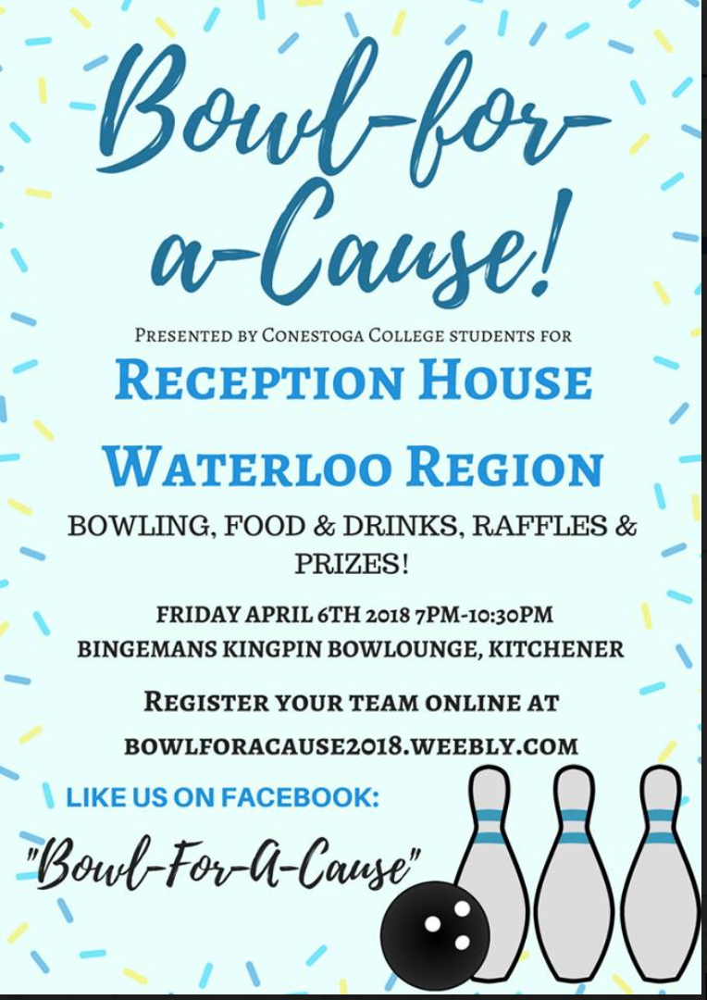 Bowl-for-
a-Cause!
PRESENTED BY CONESTOGA COLLEGE STUDENTS FOR
RECEPTION HOUSE
WATERLOO REGION
BOWLING, FOOD & DRINKS, RAFFLES &
PRIZES!
FRIDAY APRIL 6TH 2018 7PM-10:30PM
BINGEMANS KINGPIN BOWLOUNGE, KITCHENER
REGISTER YOUR TEAM ONLINE AT
BOWLFORACAUSE2018.WEEBLY.COM
LIKE US ON FACEBOOK:
"Bowl-For-A-Cause"